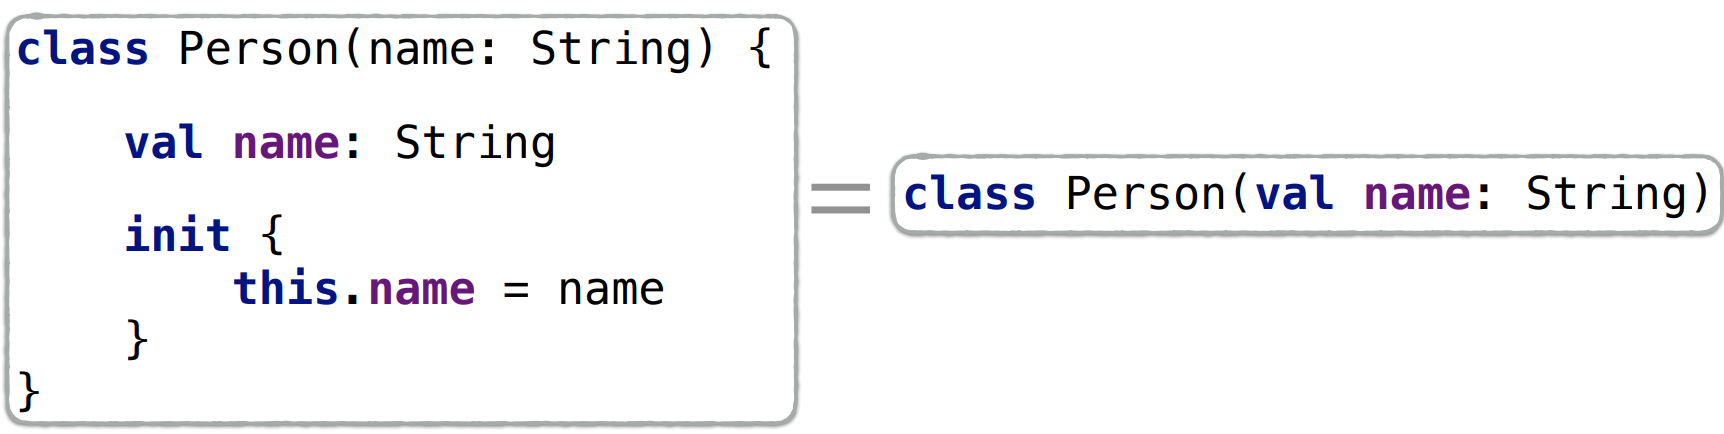 class Person(name: String) {
    val name: String
    init {
        this.name = name
    }
}
=
class Person(val name: String)